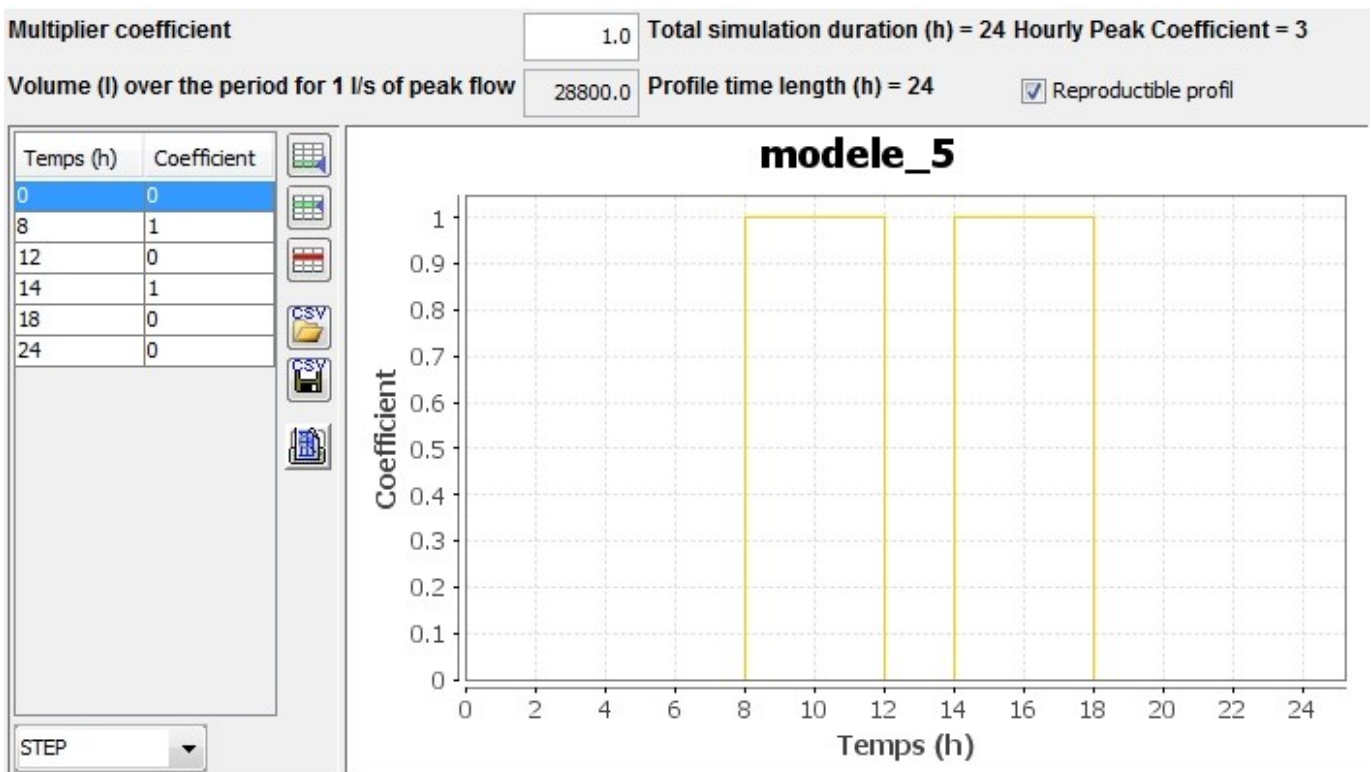 Multiplier coefficient 1.0 Total simulation duration (h) = 24 Hourly Peak Coefficient = 3
Volume (l) over the period for 1 l/s of peak flow 28800.0 Profile time length (h) = 24 Reproductible profil
Temps (h) Coefficient
0 0
8 1
12 0
14 1
18 0
24 0
CSV
CSV
STEP
modele_5
Coefficient
1
0.9
0.8
0.7
0.6
0.5
0.4
0.3
0.2
0.1
0
0 2 4 6 8 10 12 14 16 18 20 22 24
Temps (h)